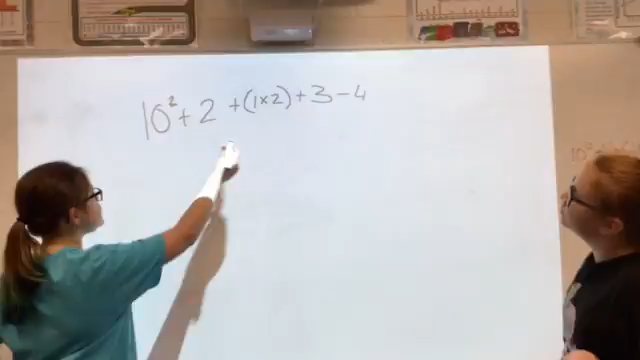 10² + 2 + (1×2) + 3 - 4